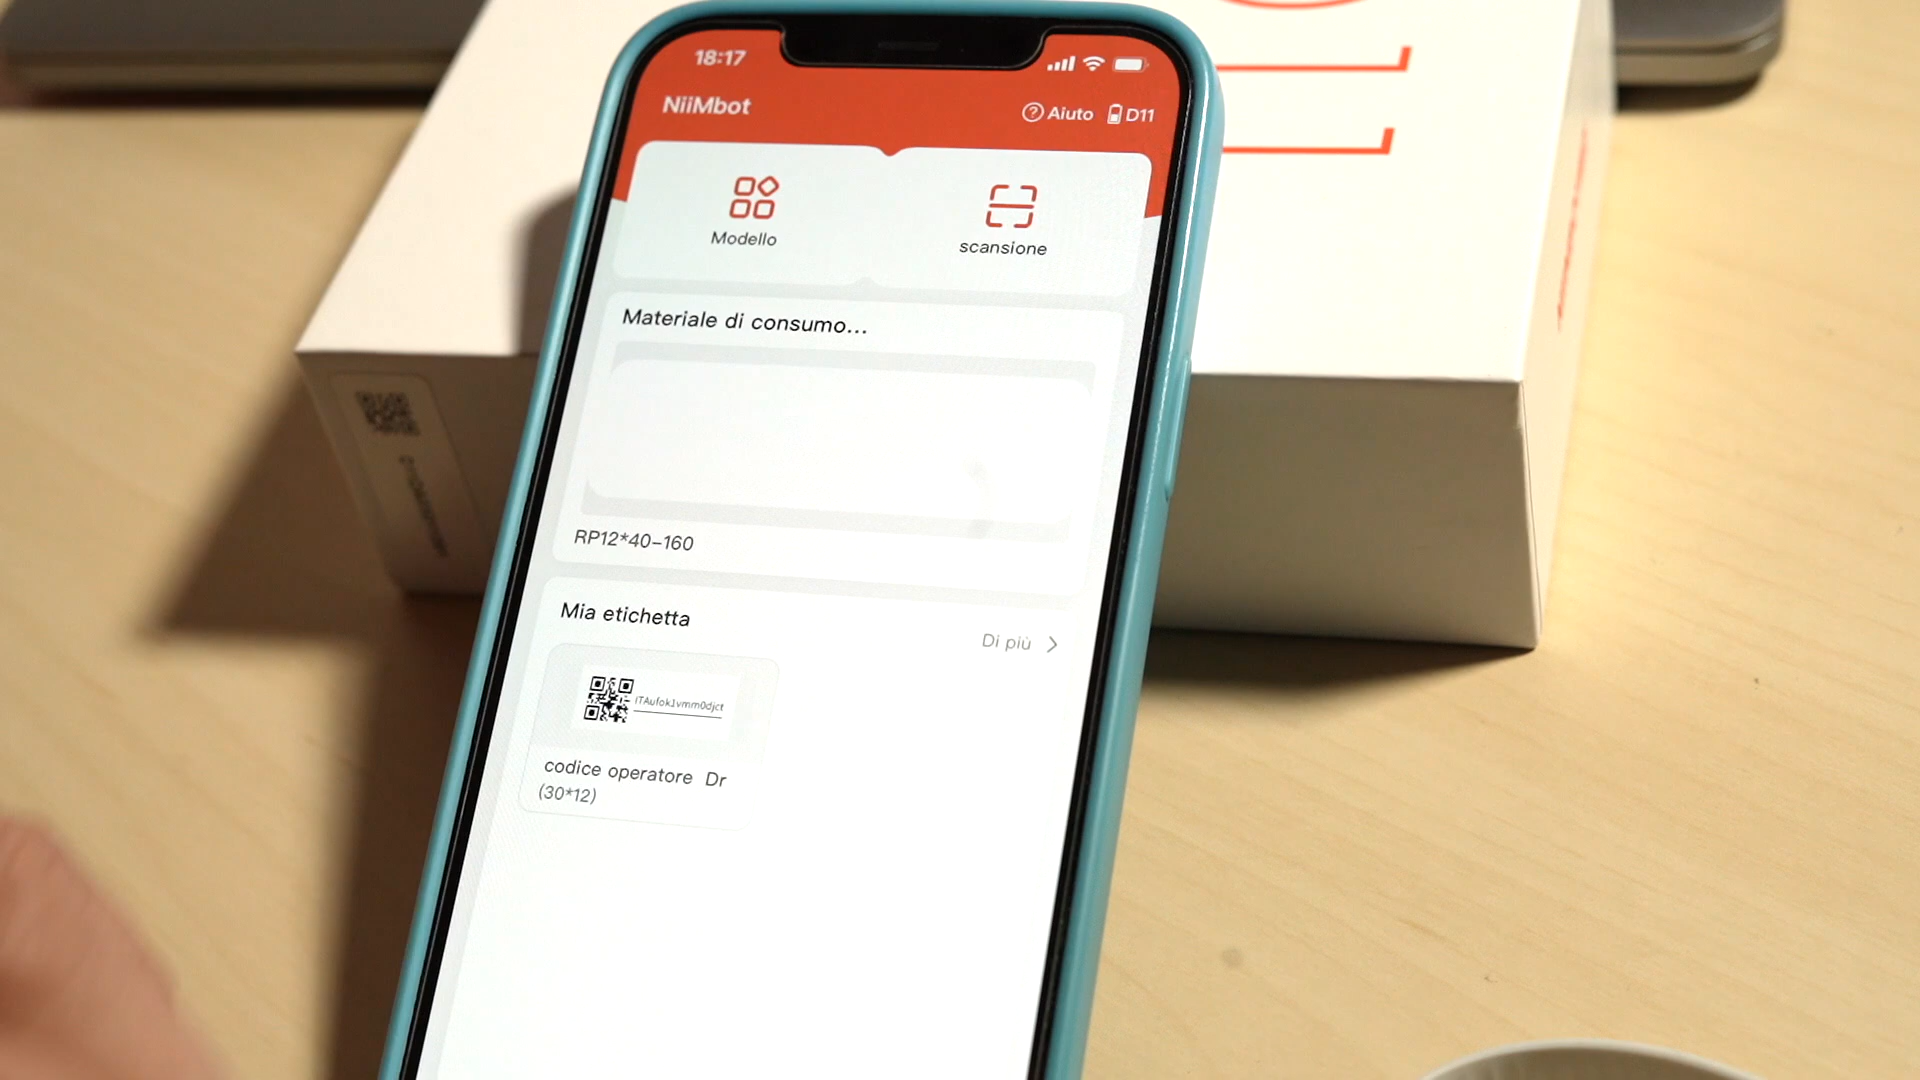 18:17
NiiMbot
Aiuto
D11
Modello
scansione
Materiale di consumo...
RP12*40-160
Mia etichetta
Di più
ITAufok1vmm0djct
codice operatore Dr
(30*12)